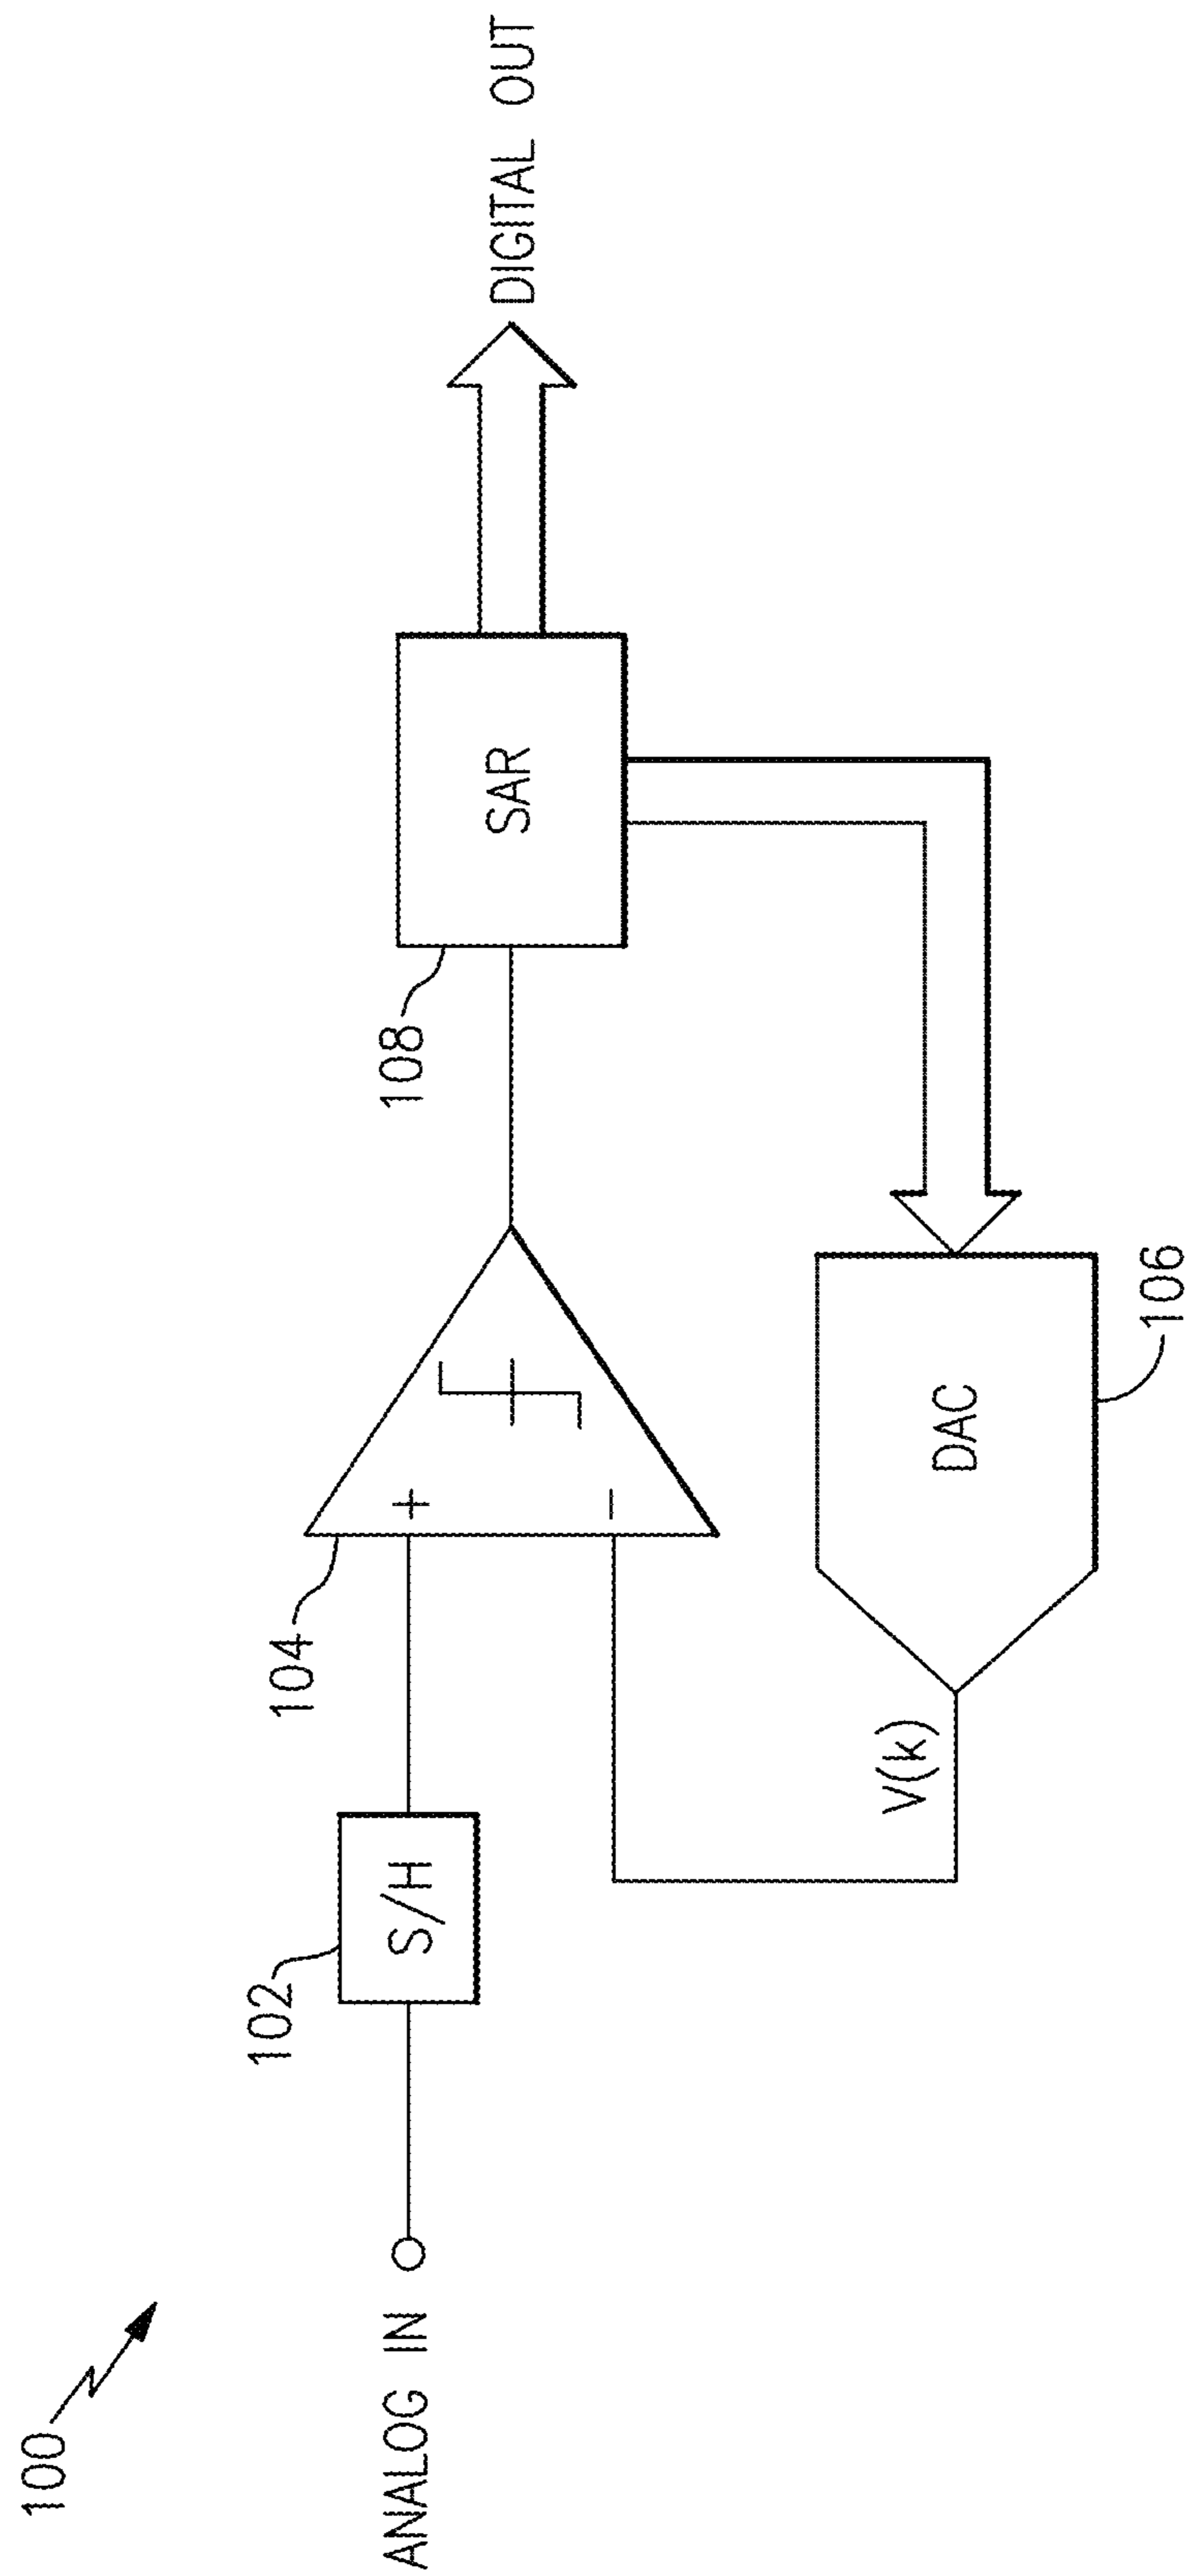 100
102
104
108
ANALOG IN
S/H
+
−
SAR
DIGITAL OUT
V(k)
DAC
106